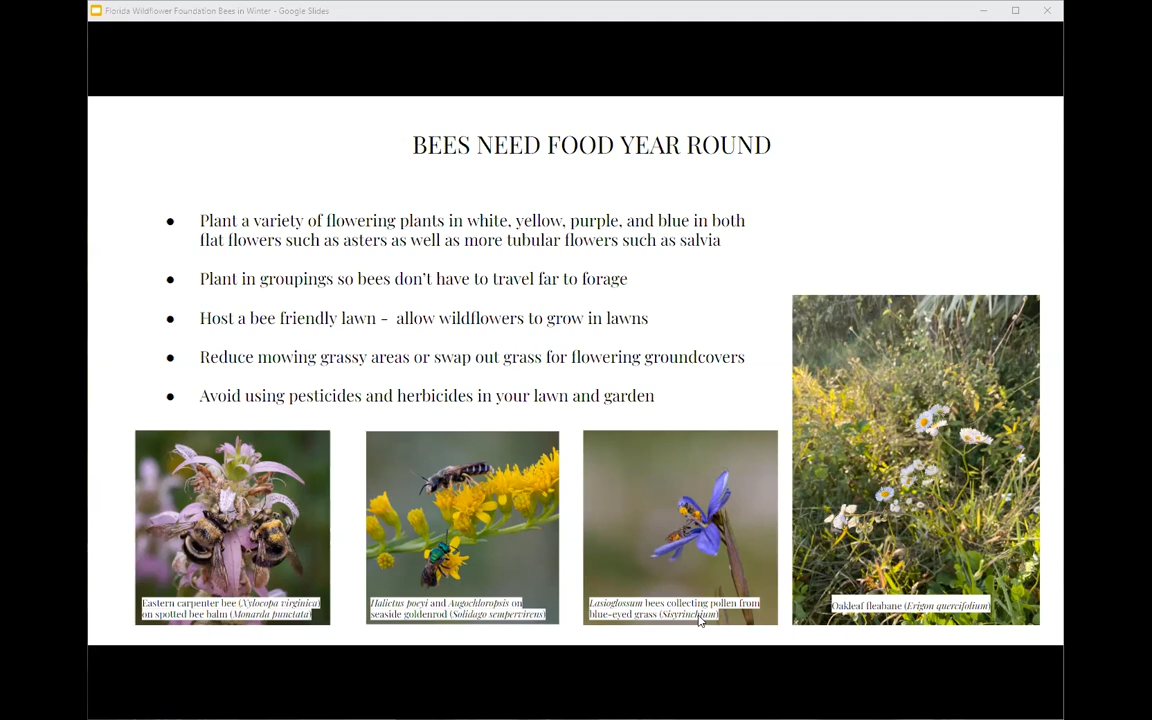 Florida Wildflower Foundation Bees in Winter - Google Slides
BEES NEED FOOD YEAR ROUND
● Plant a variety of flowering plants in white, yellow, purple, and blue in both
flat flowers such as asters as well as more tubular flowers such as salvia
● Plant in groupings so bees don't have to travel far to forage
● Host a bee friendly lawn - allow wildflowers to grow in lawns
● Reduce mowing grassy areas or swap out grass for flowering groundcovers
● Avoid using pesticides and herbicides in your lawn and garden
Eastern carpenter bee (Xylocopa virginica)
on spotted bee balm (Monarda punctata)
Halictus poeyi and Augochloropsis on
seaside goldenrod (Solidago sempervirens)
Lasioglossum bees collecting pollen from
blue-eyed grass (Sisyrinchium)
Oakleaf fleabane (Erigon quercifolium)